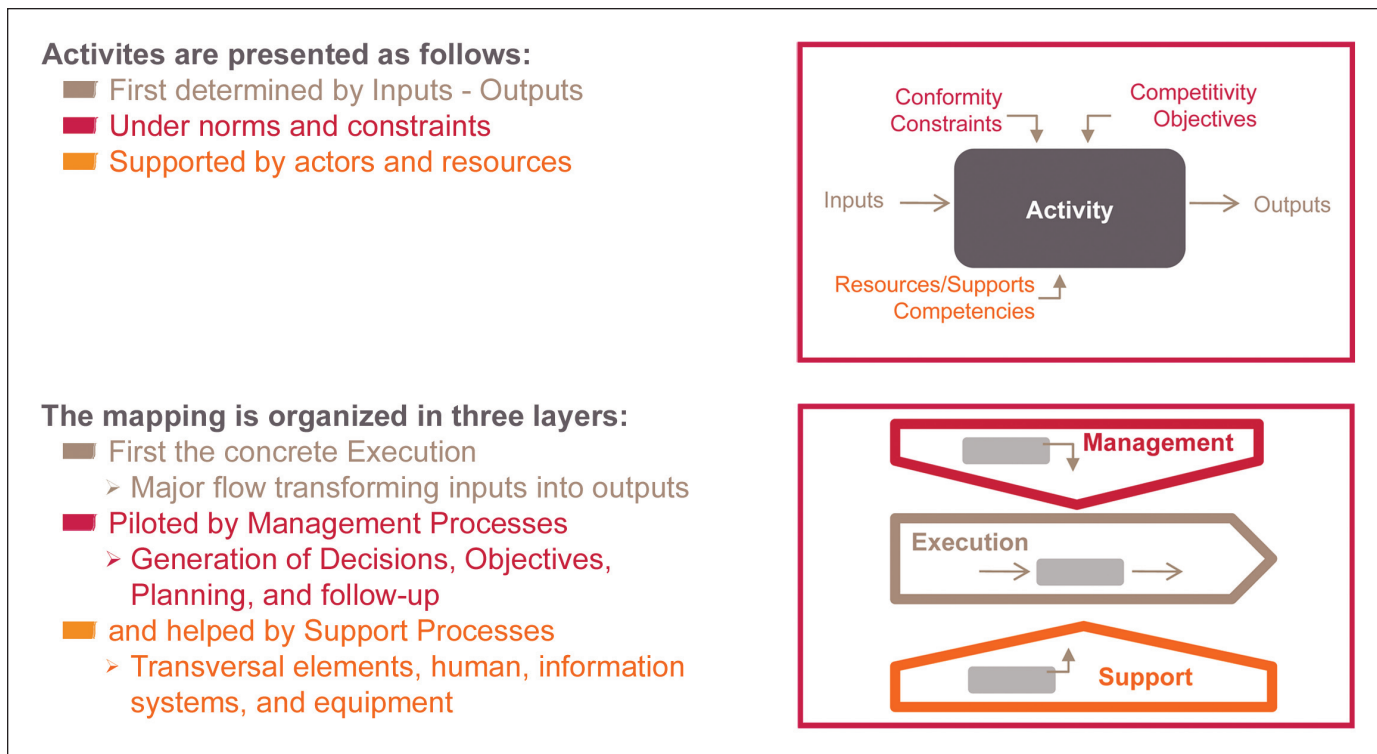 Activites are presented as follows:
First determined by Inputs - Outputs
Under norms and constraints
Supported by actors and resources
Conformity
Constraints
Competitivity
Objectives
Inputs
Activity
Outputs
Resources/Supports
Competencies
The mapping is organized in three layers:
First the concrete Execution
➢ Major flow transforming inputs into outputs
Piloted by Management Processes
➢ Generation of Decisions, Objectives,
Planning, and follow-up
and helped by Support Processes
➢ Transversal elements, human, information
systems, and equipment
Management
Execution
Support